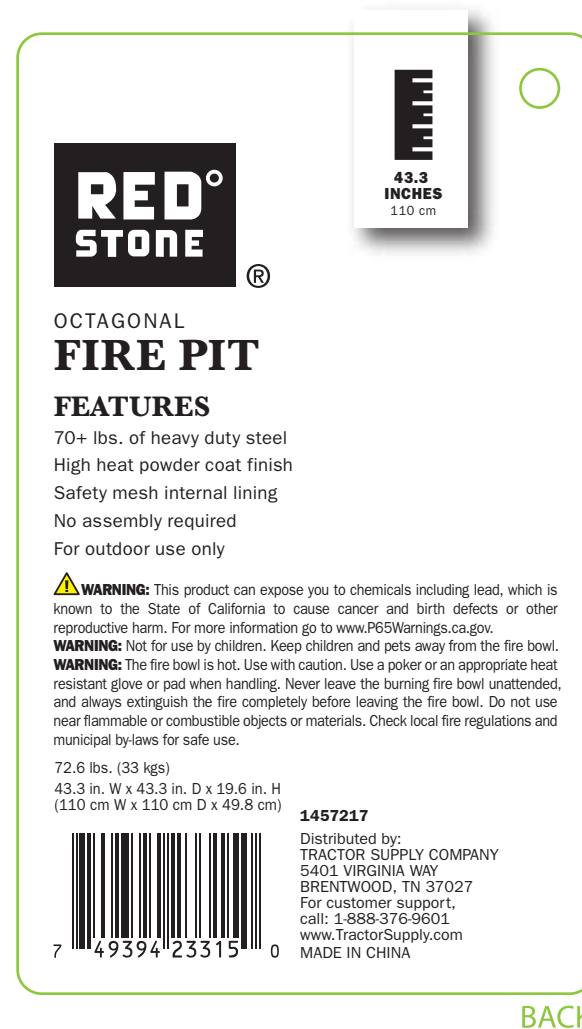 43.3
INCHES
110 cm
RED°
STONE
®
OCTAGONAL
FIRE PIT
FEATURES
70+ lbs. of heavy duty steel
High heat powder coat finish
Safety mesh internal lining
No assembly required
For outdoor use only
WARNING: This product can expose you to chemicals including lead, which is
known to the State of California to cause cancer and birth defects or other
reproductive harm. For more information go to www.P65Warnings.ca.gov.
WARNING: Not for use by children. Keep children and pets away from the fire bowl.
WARNING: The fire bowl is hot. Use with caution. Use a poker or an appropriate heat
resistant glove or pad when handling. Never leave the burning fire bowl unattended,
and always extinguish the fire completely before leaving the fire bowl. Do not use
near flammable or combustible objects or materials. Check local fire regulations and
municipal by-laws for safe use.
72.6 lbs. (33 kgs)
43.3 in. W x 43.3 in. D x 19.6 in. H
(110 cm W x 110 cm D x 49.8 cm)
1457217
Distributed by:
TRACTOR SUPPLY COMPANY
5401 VIRGINIA WAY
BRENTWOOD, TN 37027
For customer support,
call: 1-888-376-9601
www.TractorSupply.com
MADE IN CHINA
7 49394 23315 0
BACK